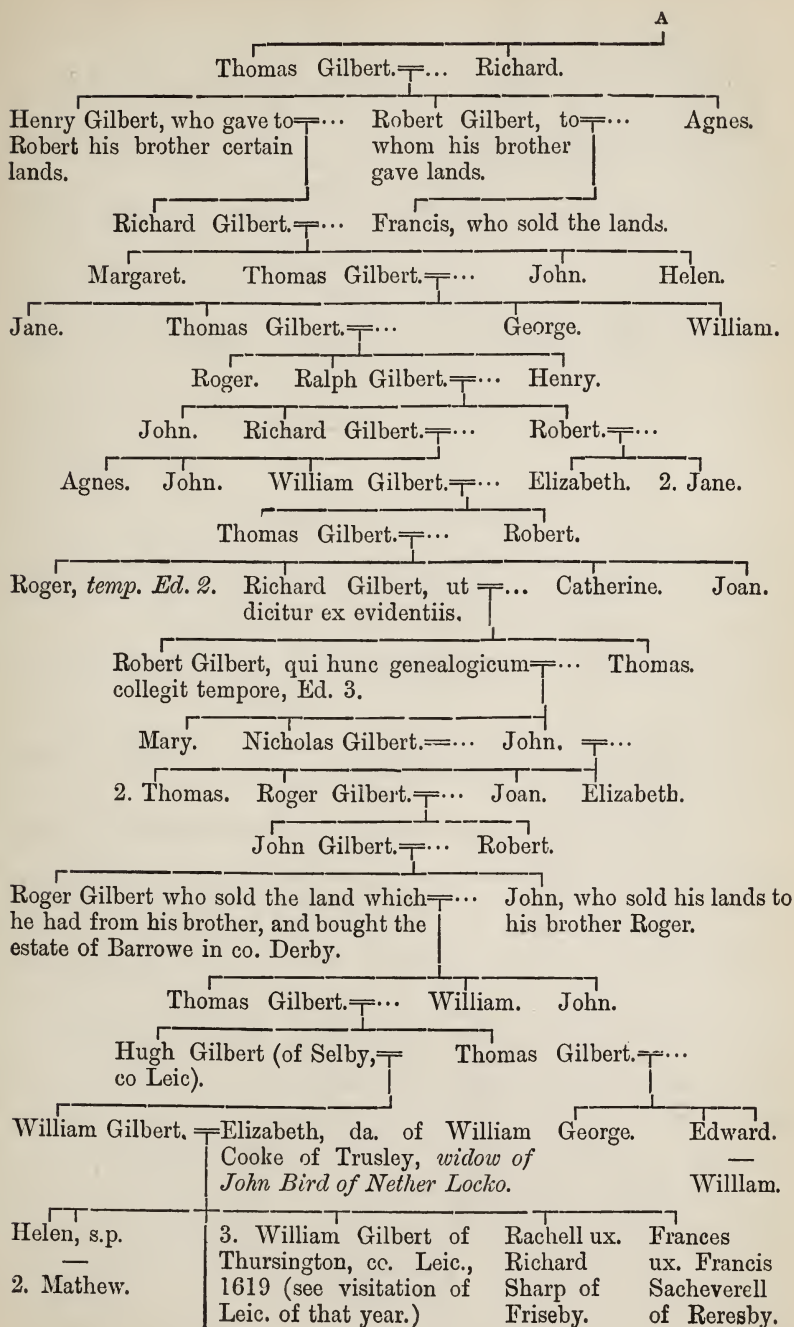 A
Thomas Gilbert.=... Richard.
Henry Gilbert, who gave to=... Robert Gilbert, to=... Agnes.
Robert his brother certain whom his brother
lands. gave lands.
Richard Gilbert.=... Francis, who sold the lands.
Margaret. Thomas Gilbert.=... John. Helen.
Jane. Thomas Gilbert.=... George. William.
Roger. Ralph Gilbert.=... Henry.
John. Richard Gilbert.=... Robert.=...
Agnes. John. William Gilbert.=... Elizabeth. 2. Jane.
Thomas Gilbert.=... Robert.
Roger, temp. Ed. 2. Richard Gilbert, ut =... Catherine. Joan.
dicitur ex evidentiis.
Robert Gilbert, qui hunc genealogicum=... Thomas.
collegit tempore, Ed. 3.
Mary. Nicholas Gilbert.=... John. =...
2. Thomas. Roger Gilbert.=... Joan. Elizabeth.
John Gilbert.=... Robert.
Roger Gilbert who sold the land which=... John, who sold his lands to
he had from his brother, and bought the his brother Roger.
estate of Barrowe in co. Derby.
Thomas Gilbert.=... William. John.
Hugh Gilbert (of Selby,= Thomas Gilbert.=...
co Leic).
William Gilbert. =Elizabeth, da. of William George. Edward.
Cooke of Trusley, widow of —
John Bird of Nether Locko. Willlam.
Helen, s.p. 3. William Gilbert of Rachell ux. Frances
— Thursington, co. Leic., Richard ux. Francis
2. Mathew. 1619 (see visitation of Sharp of Sacheverell
Leic. of that year.) Friseby. of Reresby.